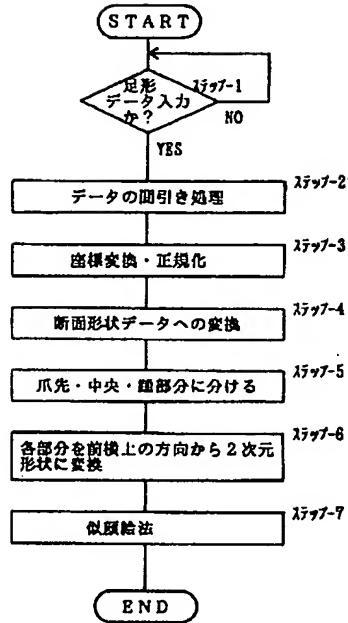 START
足形
データ入力
か?
ステップ-1
NO
YES
ステップ-2
データの間引き処理
ステップ-3
座標変換・正規化
ステップ-4
断面形状データへの変換
ステップ-5
爪先・中央・踵部分に分ける
ステップ-6
各部分を前横上の方向から2次元
形状に変換
ステップ-7
似顔絵法
END